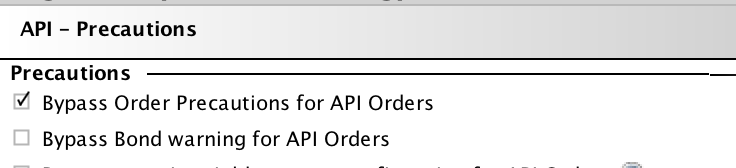 API – Precautions
Precautions
Bypass Order Precautions for API Orders
Bypass Bond warning for API Orders